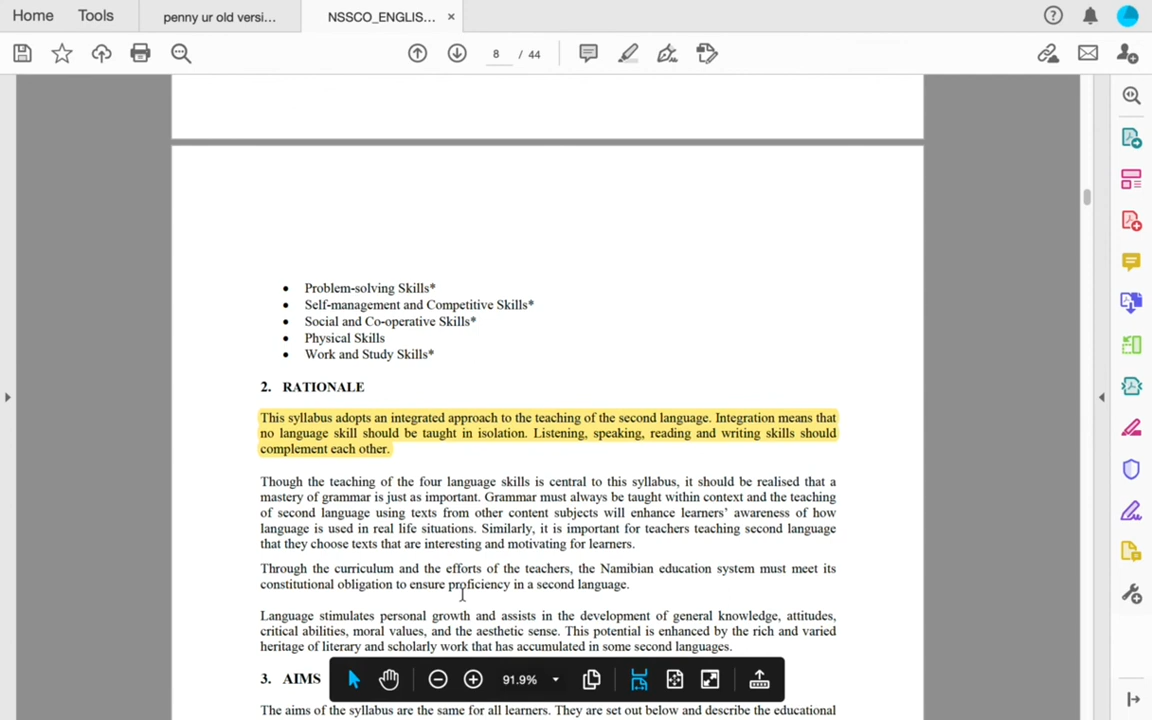 Home Tools penny ur old versi... NSSCO_ENGLIS... ×
8 / 44
• Problem-solving Skills*
• Self-management and Competitive Skills*
• Social and Co-operative Skills*
• Physical Skills
• Work and Study Skills*
2. RATIONALE
This syllabus adopts an integrated approach to the teaching of the second language. Integration means that
no language skill should be taught in isolation. Listening, speaking, reading and writing skills should
complement each other.
Though the teaching of the four language skills is central to this syllabus, it should be realised that a
mastery of grammar is just as important. Grammar must always be taught within context and the teaching
of second language using texts from other content subjects will enhance learners' awareness of how
language is used in real life situations. Similarly, it is important for teachers teaching second language
that they choose texts that are interesting and motivating for learners.
Through the curriculum and the efforts of the teachers, the Namibian education system must meet its
constitutional obligation to ensure proficiency in a second language.
Language stimulates personal growth and assists in the development of general knowledge, attitudes,
critical abilities, moral values, and the aesthetic sense. This potential is enhanced by the rich and varied
heritage of literary and scholarly work that has accumulated in some second languages.
3. AIMS
91.9%
The aims of the syllabus are the same for all learners. They are set out below and describe the educational